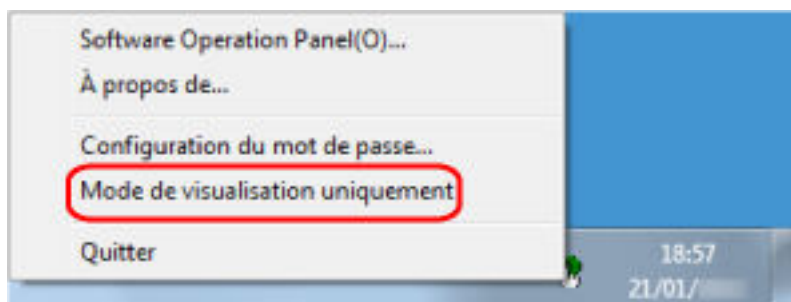 Software Operation Panel(O)...
À propos de...
Configuration du mot de passe...
Mode de visualisation uniquement
Quitter
18:57
21/01/